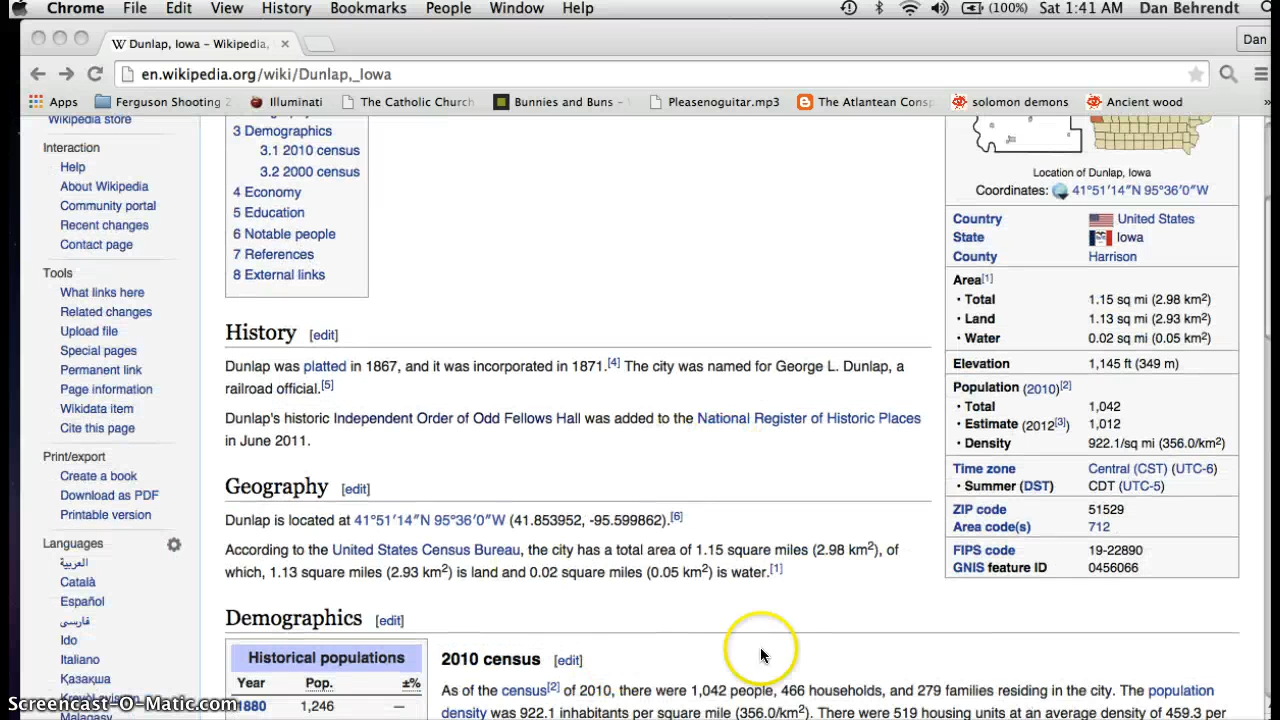 Chrome File Edit View History Bookmarks People Window Help (100%) Sat 1:41 AM Dan Behrendt
W Dunlap, Iowa – Wikipedia, × Dan
en.wikipedia.org/wiki/Dunlap,_Iowa
Apps Ferguson Shooting 2 Illuminati The Catholic Church Bunnies and Buns - Pleasenoguitar.mp3 The Atlantean Consp solomon demons Ancient wood »
Wikipedia store
Interaction
Help
About Wikipedia
Community portal
Recent changes
Contact page
Tools
What links here
Related changes
Upload file
Special pages
Permanent link
Page information
Wikidata item
Cite this page
Print/export
Create a book
Download as PDF
Printable version
Languages
العربية
Català
Español
فارسی
Ido
Italiano
Қазақша
Malagasy
3 Demographics
3.1 2010 census
3.2 2000 census
4 Economy
5 Education
6 Notable people
7 References
8 External links
History [edit]
Dunlap was platted in 1867, and it was incorporated in 1871.[4] The city was named for George L. Dunlap, a
railroad official.[5]
Dunlap's historic Independent Order of Odd Fellows Hall was added to the National Register of Historic Places
in June 2011.
Geography [edit]
Dunlap is located at 41°51′14″N 95°36′0″W (41.853952, -95.599862).[6]
According to the United States Census Bureau, the city has a total area of 1.15 square miles (2.98 km2), of
which, 1.13 square miles (2.93 km2) is land and 0.02 square miles (0.05 km2) is water.[1]
Demographics [edit]
Historical populations
Year Pop. ±%
1880 1,246 —
2010 census [edit]
As of the census[2] of 2010, there were 1,042 people, 466 households, and 279 families residing in the city. The population
density was 922.1 inhabitants per square mile (356.0/km2). There were 519 housing units at an average density of 459.3 per
Location of Dunlap, Iowa
Coordinates: 41°51′14″N 95°36′0″W
Country United States
State Iowa
County Harrison
Area[1]
• Total 1.15 sq mi (2.98 km2)
• Land 1.13 sq mi (2.93 km2)
• Water 0.02 sq mi (0.05 km2)
Elevation 1,145 ft (349 m)
Population (2010)[2]
• Total 1,042
• Estimate (2012[3]) 1,012
• Density 922.1/sq mi (356.0/km2)
Time zone Central (CST) (UTC-6)
• Summer (DST) CDT (UTC-5)
ZIP code 51529
Area code(s) 712
FIPS code 19-22890
GNIS feature ID 0456066
Screencast-O-Matic.com